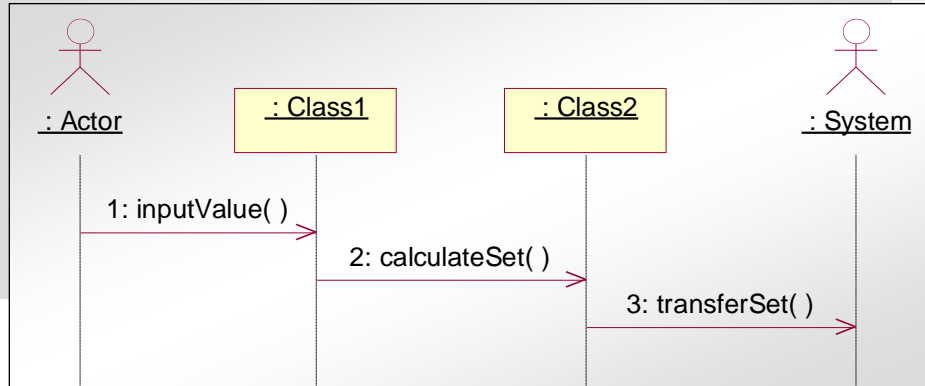 : Actor
: Class1
: Class2
: System
1: inputValue( )
2: calculateSet( )
3: transferSet( )